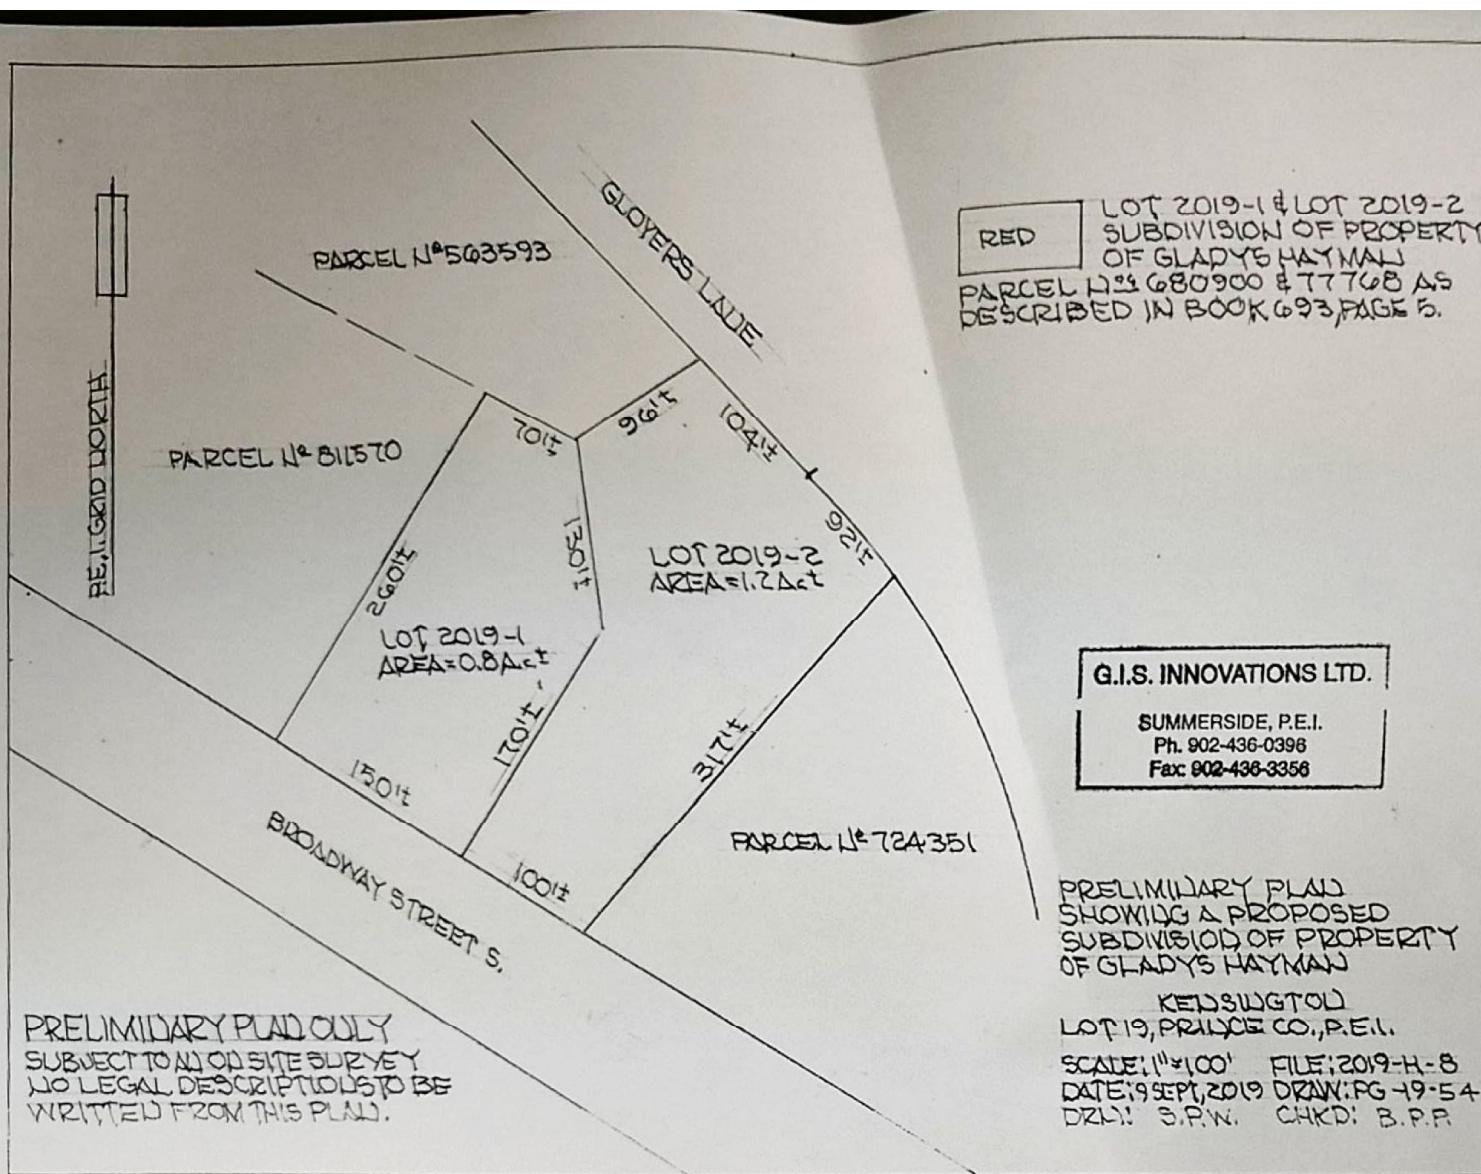 P.E.I. GRID NORTH
PARCEL Nº 563593
GLOVERS LANE
RED
LOT 2019-1 & LOT 2019-2
SUBDIVISION OF PROPERTY
OF GLADYS HAYMAN
PARCEL Nos 680900 & 77768 AS
DESCRIBED IN BOOK 693, PAGE 5.
PARCEL Nº 811570
70'±
96'±
104'±
92'±
260'±
130'±
LOT 2019-2
AREA=1.2Ac±
LOT 2019-1
AREA=0.8Ac±
170'±
317'±
150'±
100'±
BROADWAY STREET S.
PARCEL Nº 724351
G.I.S. INNOVATIONS LTD.
SUMMERSIDE, P.E.I.
Ph. 902-436-0396
Fax: 902-436-3356
PRELIMINARY PLAN
SHOWING A PROPOSED
SUBDIVISION OF PROPERTY
OF GLADYS HAYMAN
KENSINGTON
LOT 19, PRINCE CO., P.E.I.
SCALE: 1"=100' FILE: 2019-H-8
DATE: 9 SEPT, 2019 DRAW: PG-19-54
DRN: S.P.W. CHKD: B.P.P.
PRELIMINARY PLAN ONLY
SUBJECT TO AN ON SITE SURVEY
NO LEGAL DESCRIPTIONS TO BE
WRITTEN FROM THIS PLAN.